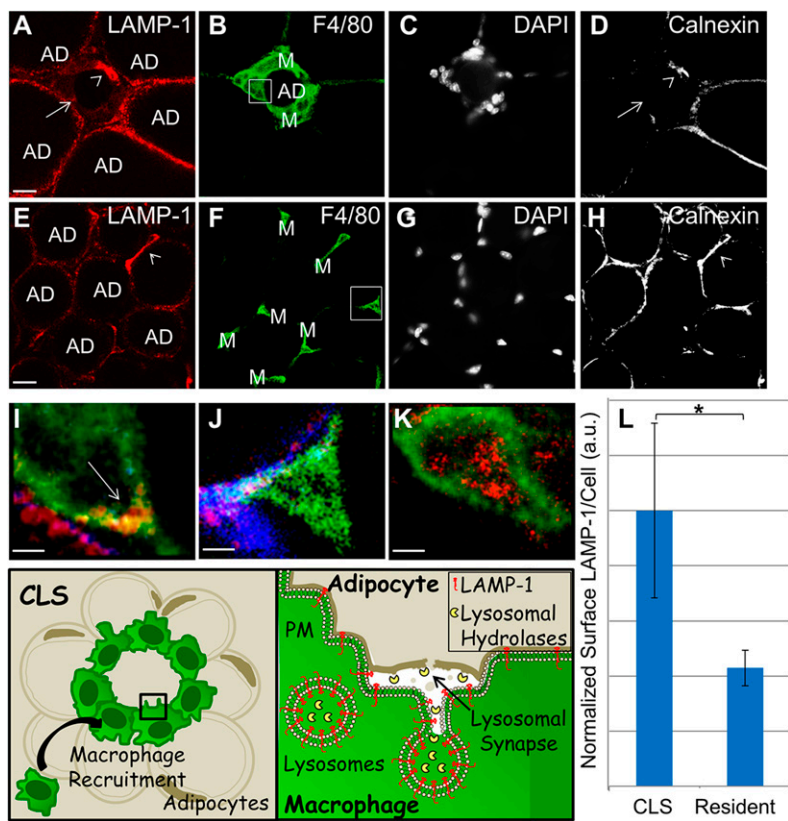 A LAMP-1
AD AD
AD AD
AD AD
B F4/80
M
AD
M
C DAPI
D Calnexin
E LAMP-1
AD
AD AD
AD AD
F F4/80
M
M
M M
M M
M
G DAPI
H Calnexin
I
J
K
L
*
Normalized Surface LAMP-1/Cell (a.u.)
CLS Resident
CLS
Macrophage
Recruitment
Adipocytes
Adipocyte
LAMP-1
Lysosomal
Hydrolases
PM
Lysosomal
Synapse
Lysosomes
Macrophage